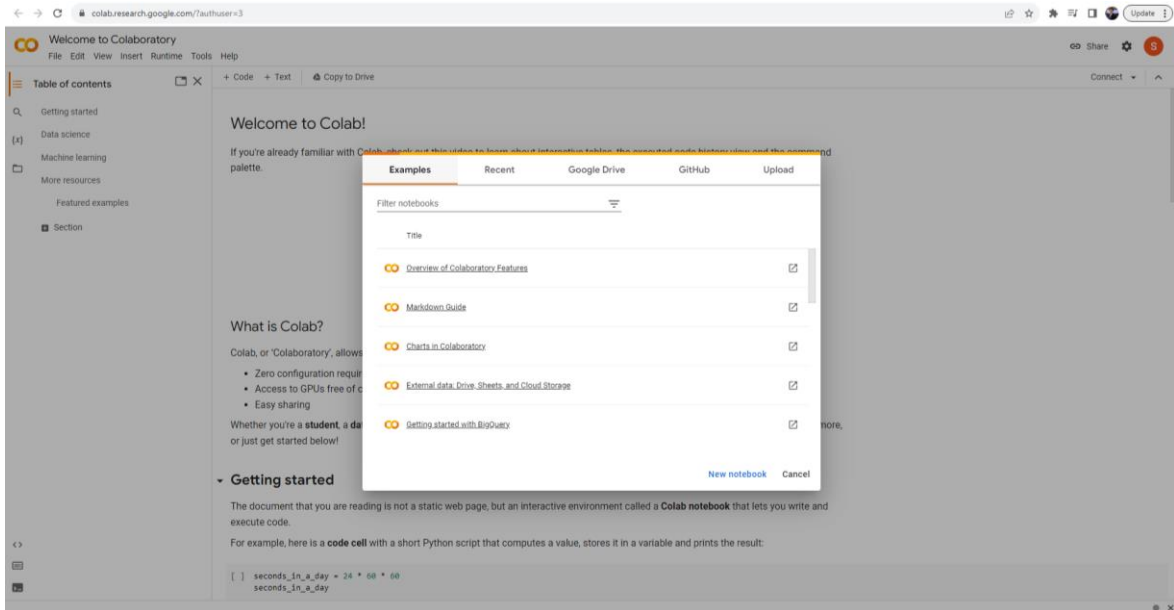 colab.research.google.com/?authuser=3
Update
Welcome to Colaboratory
File Edit View Insert Runtime Tools Help
Share
S
Table of contents
+ Code + Text Copy to Drive
Connect
Getting started
Data science
Machine learning
More resources
Featured examples
Section
Welcome to Colab!
If you're already familiar with Colab, check out this video to learn about interactive tables, the executed code history view and the command
palette.
Examples Recent Google Drive GitHub Upload
Filter notebooks
Title
Overview of Colaboratory Features
Markdown Guide
Charts in Colaboratory
External data: Drive, Sheets, and Cloud Storage
Getting started with BigQuery
New notebook Cancel
What is Colab?
Colab, or 'Colaboratory', allows
Zero configuration requir
Access to GPUs free of c
Easy sharing
Whether you're a student, a da more,
or just get started below!
Getting started
The document that you are reading is not a static web page, but an interactive environment called a Colab notebook that lets you write and
execute code.
For example, here is a code cell with a short Python script that computes a value, stores it in a variable and prints the result:
[ ] seconds_in_a_day = 24 * 60 * 60
seconds_in_a_day